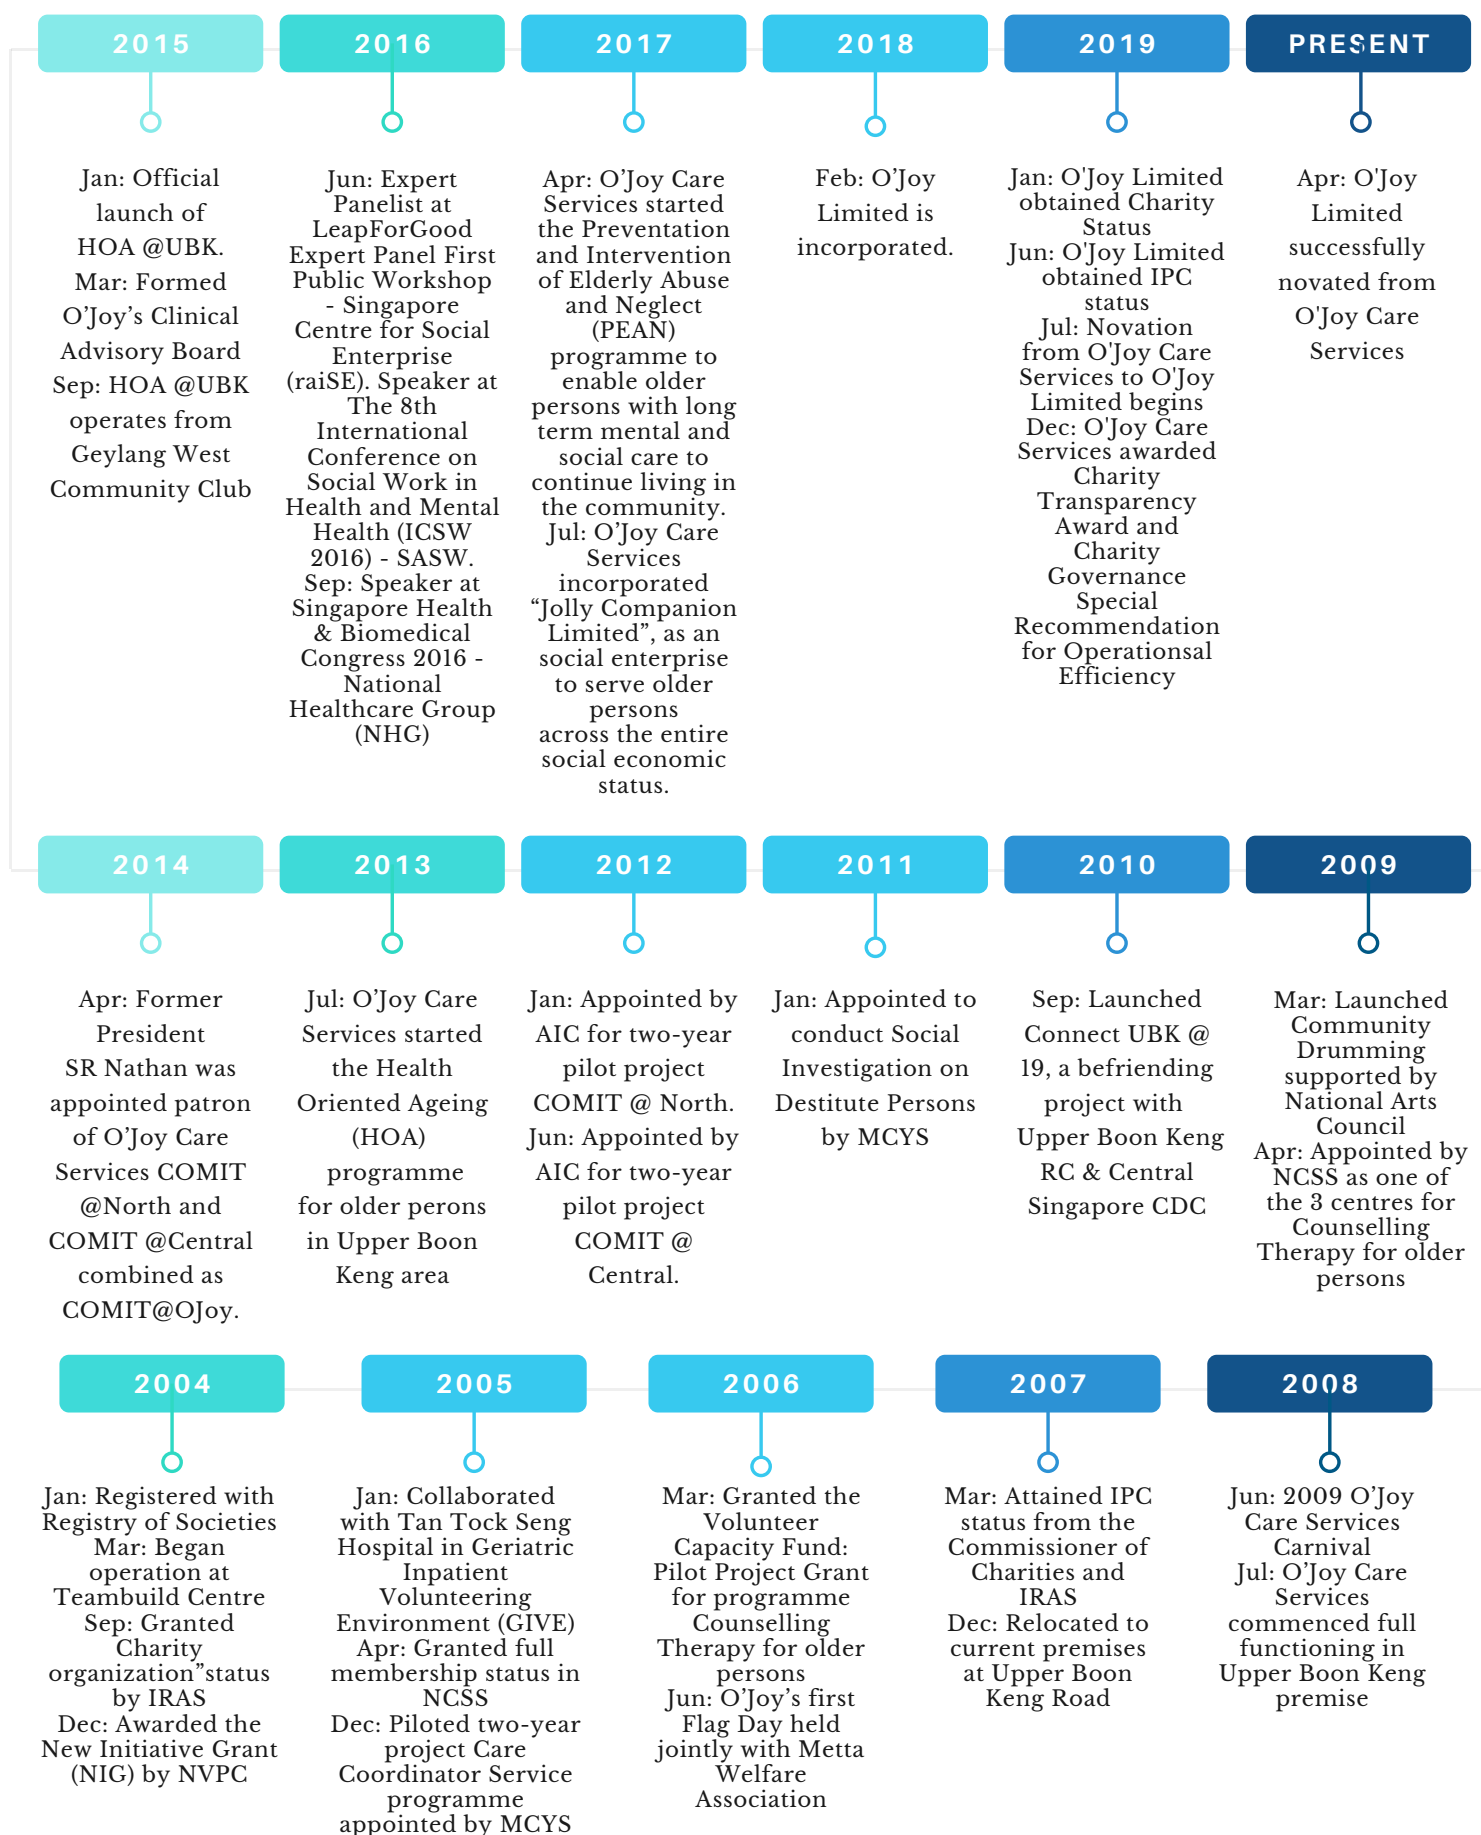 2015
Jan: Official
launch of
HOA @UBK.
Mar: Formed
O’Joy’s Clinical
Advisory Board
Sep: HOA @UBK
operates from
Geylang West
Community Club
2016
Jun: Expert
Panelist at
LeapForGood
Expert Panel First
Public Workshop
- Singapore
Centre for Social
Enterprise
(raiSE). Speaker at
The 8th
International
Conference on
Social Work in
Health and Mental
Health (ICSW
2016) - SASW.
Sep: Speaker at
Singapore Health
& Biomedical
Congress 2016 -
National
Healthcare Group
(NHG)
2017
Apr: O’Joy Care
Services started
the Preventation
and Intervention
of Elderly Abuse
and Neglect
(PEAN)
programme to
enable older
persons with long
term mental and
social care to
continue living in
the community.
Jul: O’Joy Care
Services
incorporated
“Jolly Companion
Limited”, as an
social enterprise
to serve older
persons
across the entire
social economic
status.
2018
Feb: O’Joy
Limited is
incorporated.
2019
Jan: O'Joy Limited
obtained Charity
Status
Jun: O'Joy Limited
obtained IPC
status
Jul: Novation
from O'Joy Care
Services to O'Joy
Limited begins
Dec: O'Joy Care
Services awarded
Charity
Transparency
Award and
Charity
Governance
Special
Recommendation
for Operationsal
Efficiency
PRESENT
Apr: O'Joy
Limited
successfully
novated from
O'Joy Care
Services
2014
Apr: Former
President
SR Nathan was
appointed patron
of O’Joy Care
Services COMIT
@North and
COMIT @Central
combined as
COMIT@OJoy.
2013
Jul: O’Joy Care
Services started
the Health
Oriented Ageing
(HOA)
programme
for older perons
in Upper Boon
Keng area
2012
Jan: Appointed by
AIC for two-year
pilot project
COMIT @ North.
Jun: Appointed by
AIC for two-year
pilot project
COMIT @
Central.
2011
Jan: Appointed to
conduct Social
Investigation on
Destitute Persons
by MCYS
2010
Sep: Launched
Connect UBK @
19, a befriending
project with
Upper Boon Keng
RC & Central
Singapore CDC
2009
Mar: Launched
Community
Drumming
supported by
National Arts
Council
Apr: Appointed by
NCSS as one of
the 3 centres for
Counselling
Therapy for older
persons
2004
Jan: Registered with
Registry of Societies
Mar: Began
operation at
Teambuild Centre
Sep: Granted
Charity
organization”status
by IRAS
Dec: Awarded the
New Initiative Grant
(NIG) by NVPC
2005
Jan: Collaborated
with Tan Tock Seng
Hospital in Geriatric
Inpatient
Volunteering
Environment (GIVE)
Apr: Granted full
membership status in
NCSS
Dec: Piloted two-year
project Care
Coordinator Service
programme
appointed by MCYS
2006
Mar: Granted the
Volunteer
Capacity Fund:
Pilot Project Grant
for programme
Counselling
Therapy for older
persons
Jun: O’Joy’s first
Flag Day held
jointly with Metta
Welfare
Association
2007
Mar: Attained IPC
status from the
Commissioner of
Charities and
IRAS
Dec: Relocated to
current premises
at Upper Boon
Keng Road
2008
Jun: 2009 O’Joy
Care Services
Carnival
Jul: O’Joy Care
Services
commenced full
functioning in
Upper Boon Keng
premise